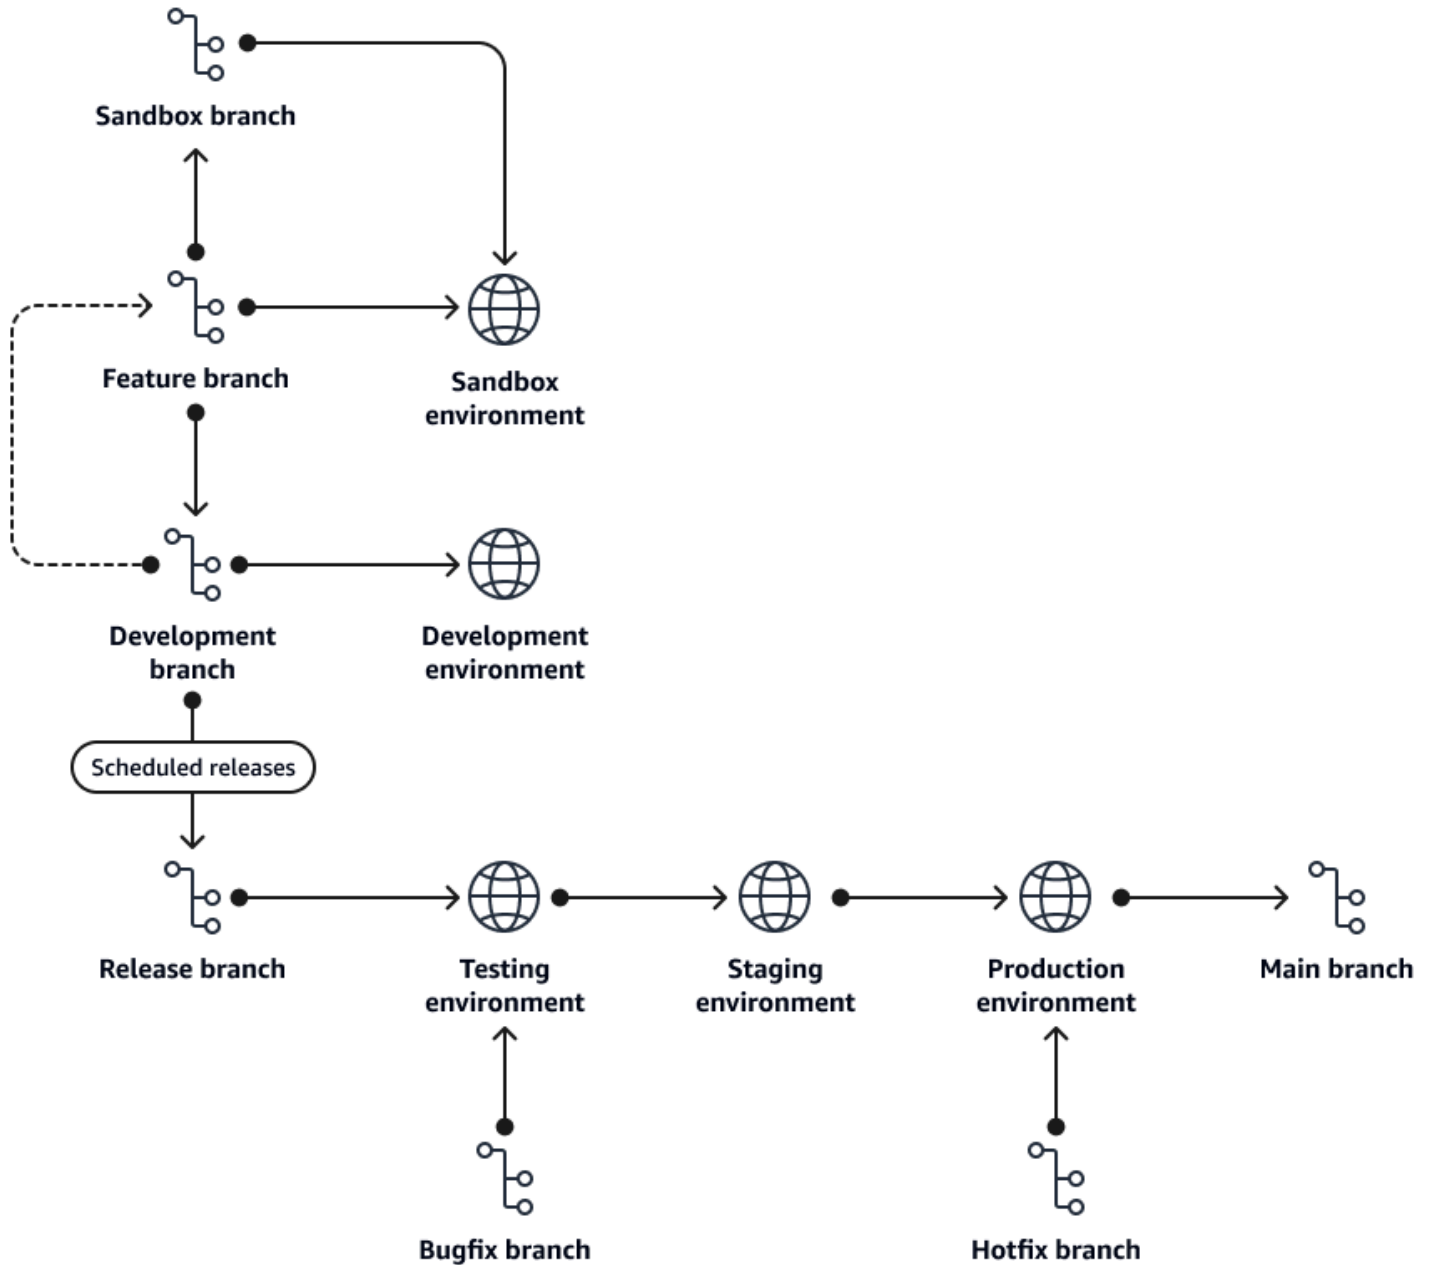 Sandbox branch
Feature branch
Sandbox
environment
Development
branch
Development
environment
Scheduled releases
Release branch
Testing
environment
Staging
environment
Production
environment
Main branch
Bugfix branch
Hotfix branch